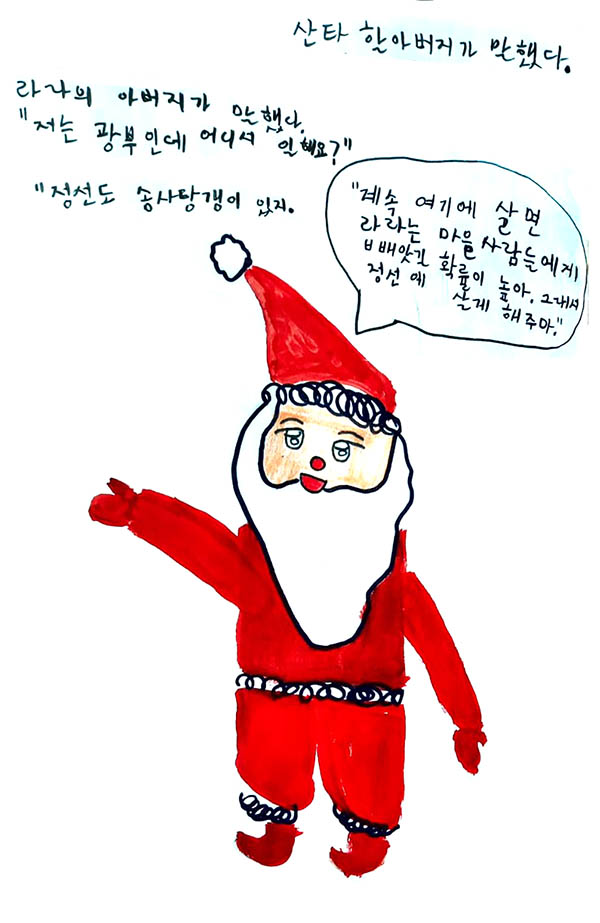 산타 할아버지가 말했다.
라라의 아버지가 말했다.
"저는 광부인데 어디서 일해요?"
"정선도 송사탕갱이 있지.
"계속 여기에 살면
라라는 마을사람들에게
ㅂ배앗긴 확률이 높아. 그래서
정선에 살게 해주마."